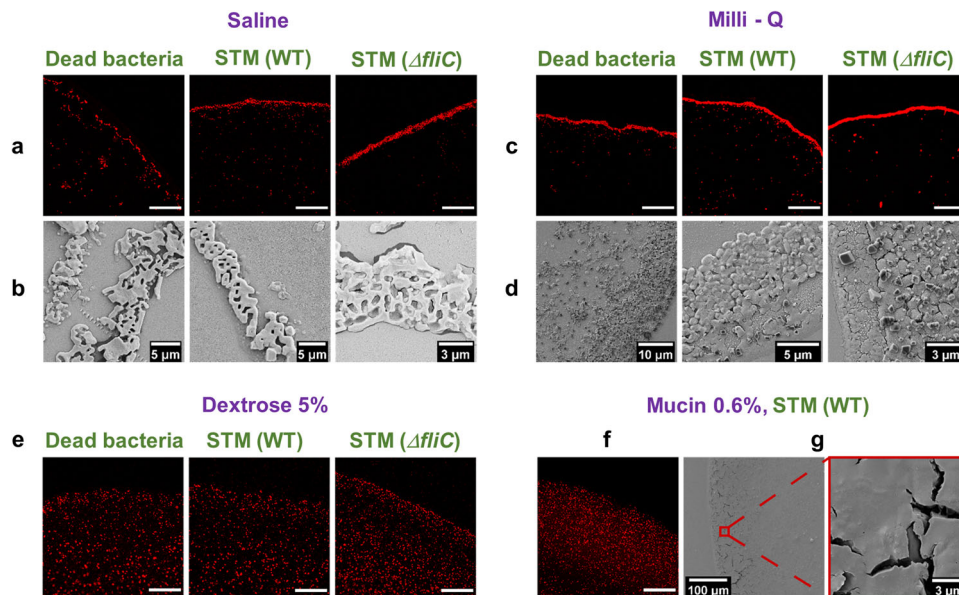 Saline
Milli - Q
Dead bacteria STM (WT) STM (ΔfliC)
Dead bacteria STM (WT) STM (ΔfliC)
a
c
b
d
5 μm
5 μm
3 μm
10 μm
5 μm
3 μm
Dextrose 5%
Mucin 0.6%, STM (WT)
e
Dead bacteria STM (WT) STM (ΔfliC)
f
g
100 μm
3 μm